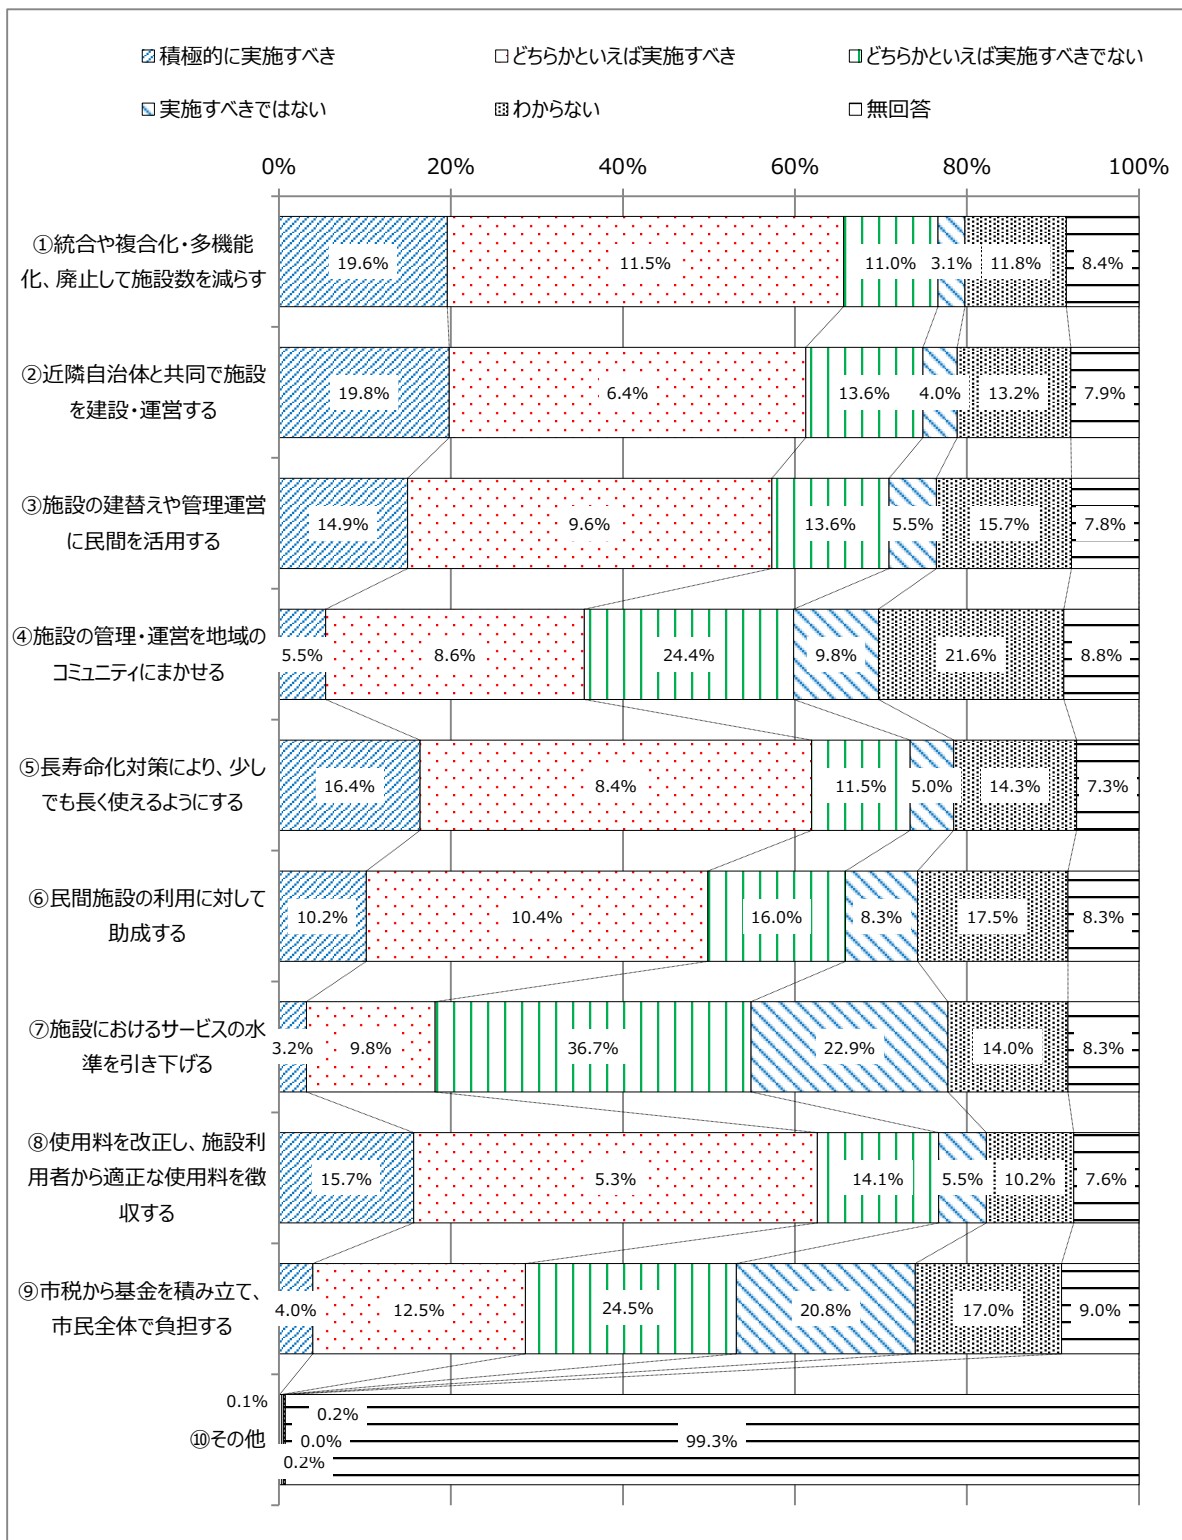 積極的に実施すべき どちらかといえば実施すべき どちらかといえば実施すべきでない
実施すべきではない わからない 無回答
0% 20% 40% 60% 80% 100%
①統合や複合化・多機能
化、廃止して施設数を減らす
19.6% 11.5% 11.0% 3.1% 11.8% 8.4%
②近隣自治体と共同で施設
を建設・運営する
19.8% 6.4% 13.6% 4.0% 13.2% 7.9%
③施設の建替えや管理運営
に民間を活用する
14.9% 9.6% 13.6% 5.5% 15.7% 7.8%
④施設の管理・運営を地域の
コミュニティにまかせる
5.5% 8.6% 24.4% 9.8% 21.6% 8.8%
⑤長寿命化対策により、少し
でも長く使えるようにする
16.4% 8.4% 11.5% 5.0% 14.3% 7.3%
⑥民間施設の利用に対して
助成する
10.2% 10.4% 16.0% 8.3% 17.5% 8.3%
⑦施設におけるサービスの水
準を引き下げる
3.2% 9.8% 36.7% 22.9% 14.0% 8.3%
⑧使用料を改正し、施設利
用者から適正な使用料を徴
収する
15.7% 5.3% 14.1% 5.5% 10.2% 7.6%
⑨市税から基金を積み立て、
市民全体で負担する
4.0% 12.5% 24.5% 20.8% 17.0% 9.0%
⑩その他
0.1% 0.2%
0.0% 99.3%
0.2%